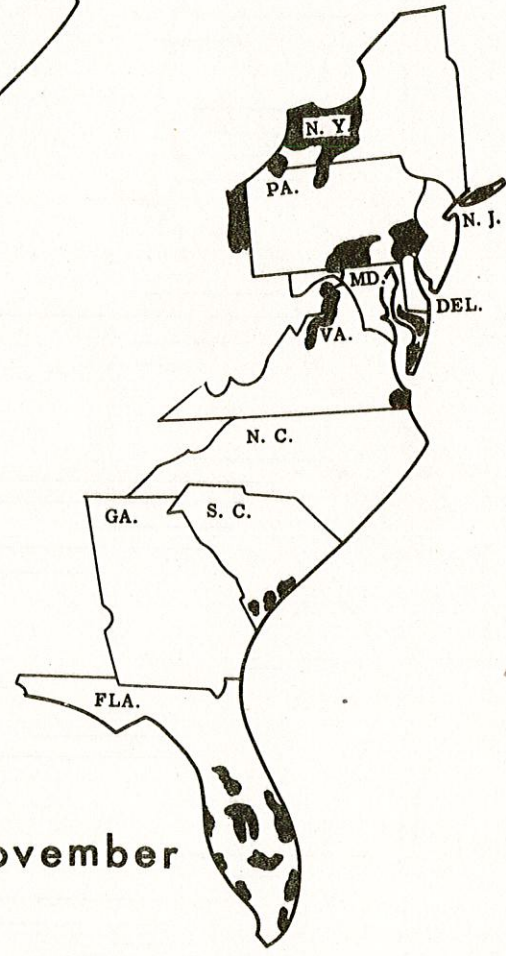 N. Y.
PA.
N. J.
MD.
DEL.
VA.
N. C.
GA.
S. C.
FLA.
ovember